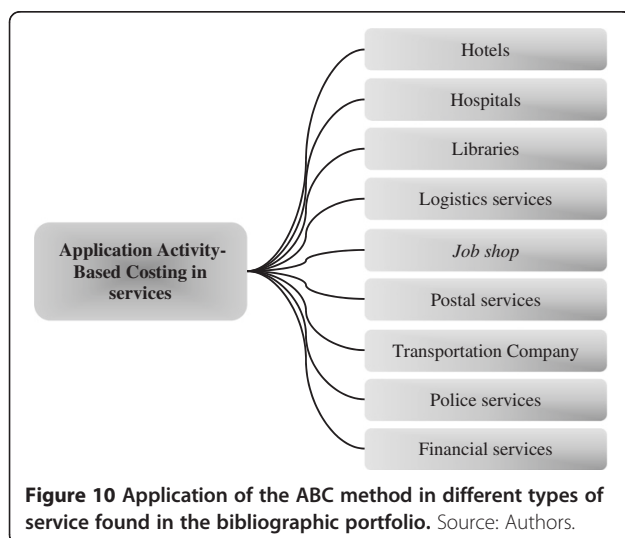 Hotels
Hospitals
Libraries
Logistics services
Application Activity-
Based Costing in
services
Job shop
Postal services
Transportation Company
Police services
Financial services
Figure 10 Application of the ABC method in different types of
service found in the bibliographic portfolio. Source: Authors.